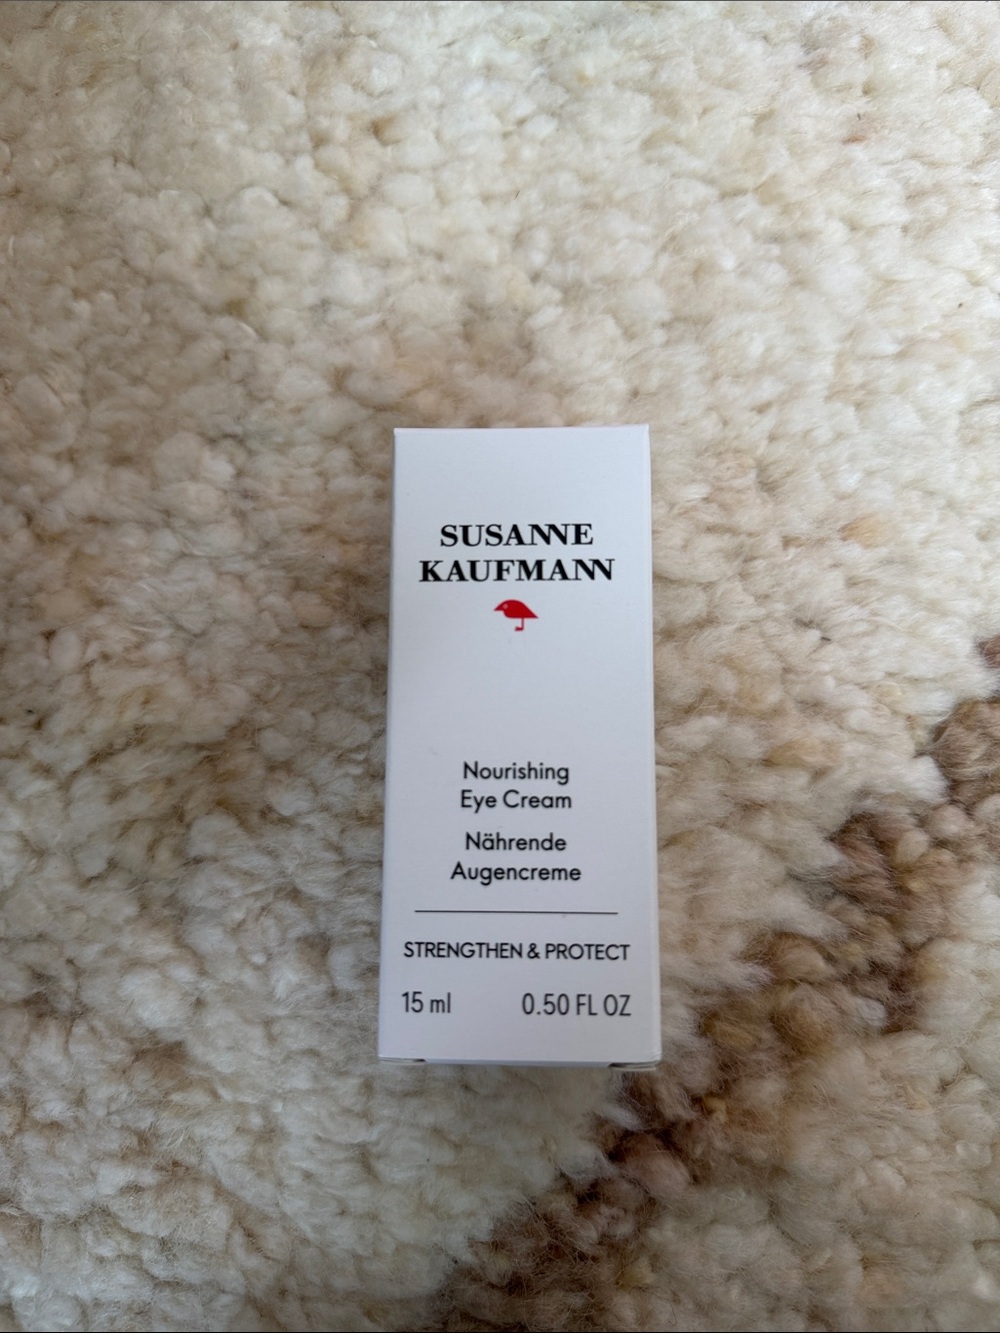 SUSANNE
KAUFMANN
Nourishing
Eye Cream
Nährende
Augencreme
STRENGTHEN & PROTECT
15 ml 0.50 FL OZ